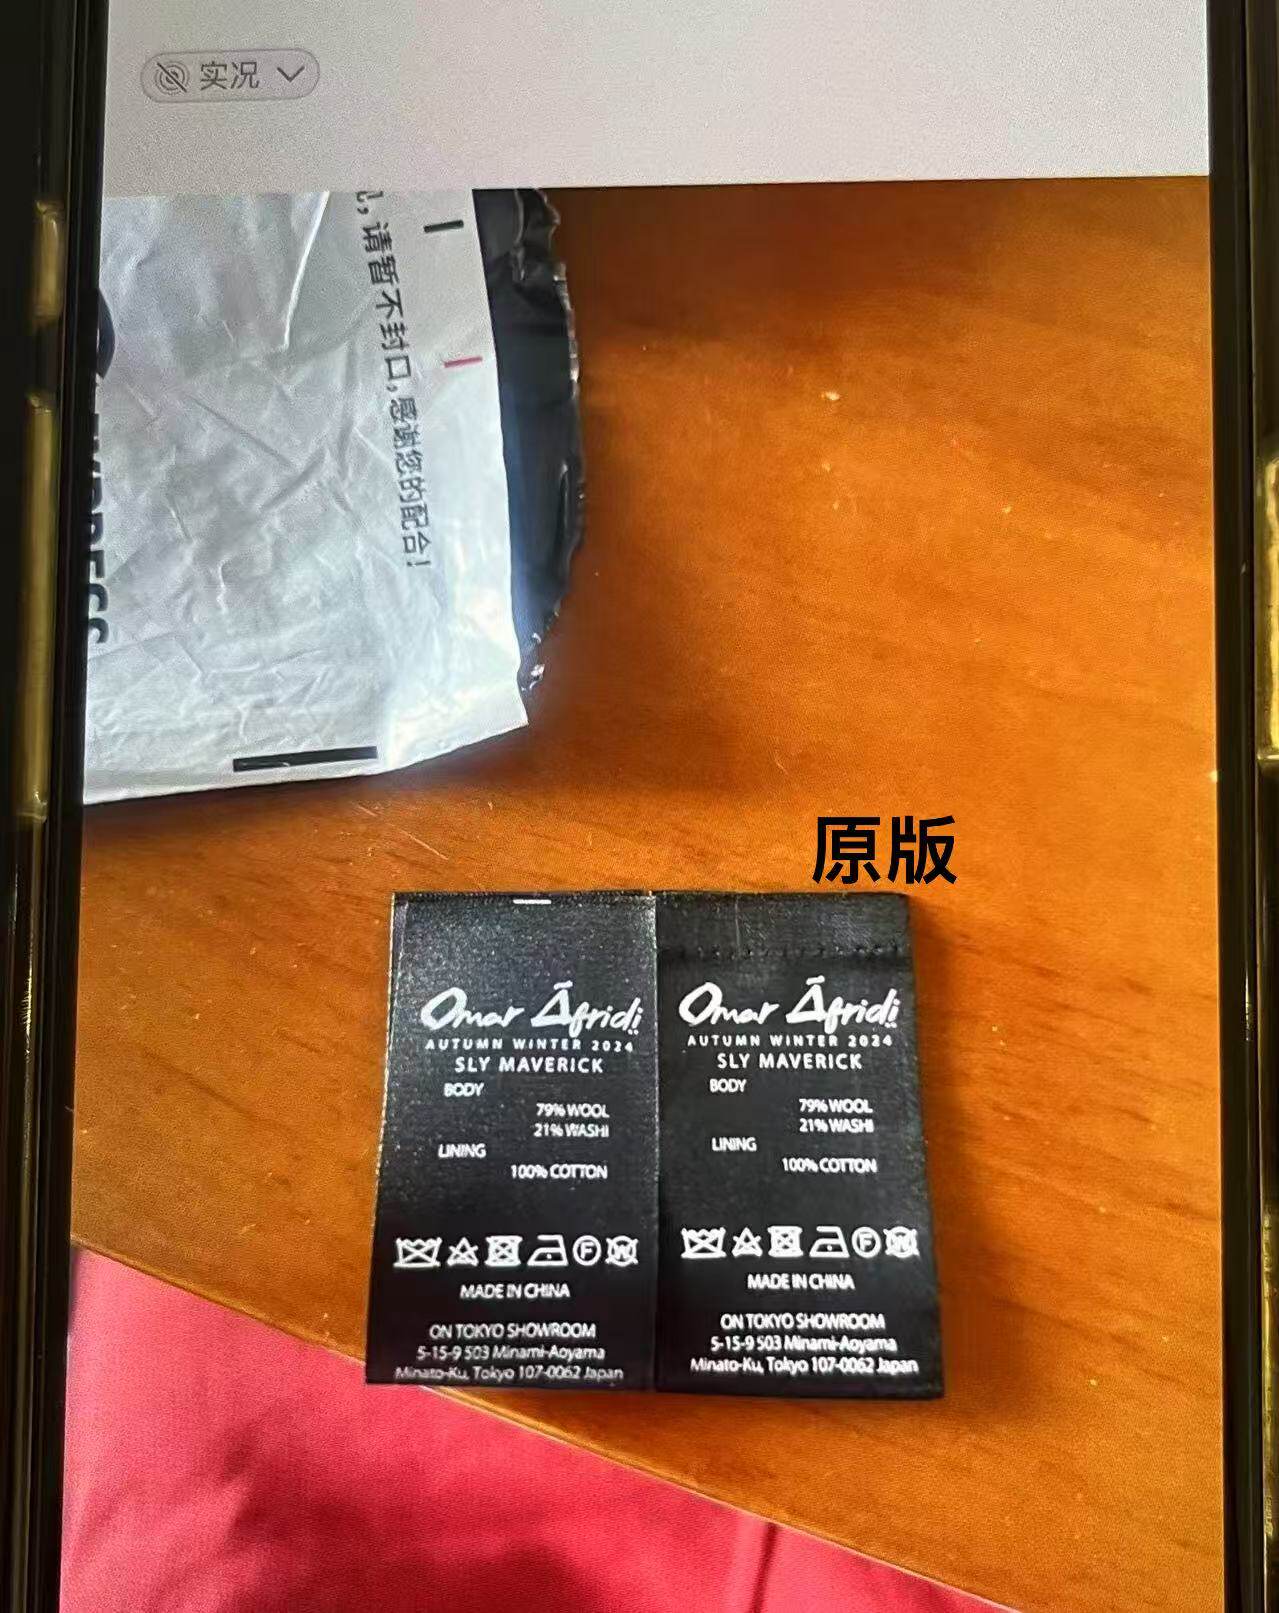 实况
请暂不封口,感谢您的配合!
原版
Omar Āfridi
AUTUMN WINTER 2024
SLY MAVERICK
BODY
79% WOOL
21% WASHI
LINING
100% COTTON
MADE IN CHINA
ON TOKYO SHOWROOM
5-15-9 503 Minami-Aoyama
Minato-Ku, Tokyo 107-0062 Japan
Omar Āfridi
AUTUMN WINTER 2024
SLY MAVERICK
BODY
79% WOOL
21% WASHI
LINING
100% COTTON
F
W
MADE IN CHINA
ON TOKYO SHOWROOM
5-15-9 503 Minami-Aoyama
Minato-Ku, Tokyo 107-0062 Japan